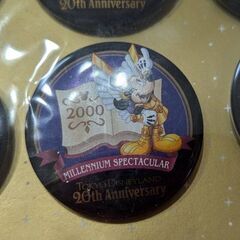 20th Anniversary
2000
MILLENNIUM SPECTACULAR
TOKYO DISNEYLAND
20th Anniversary